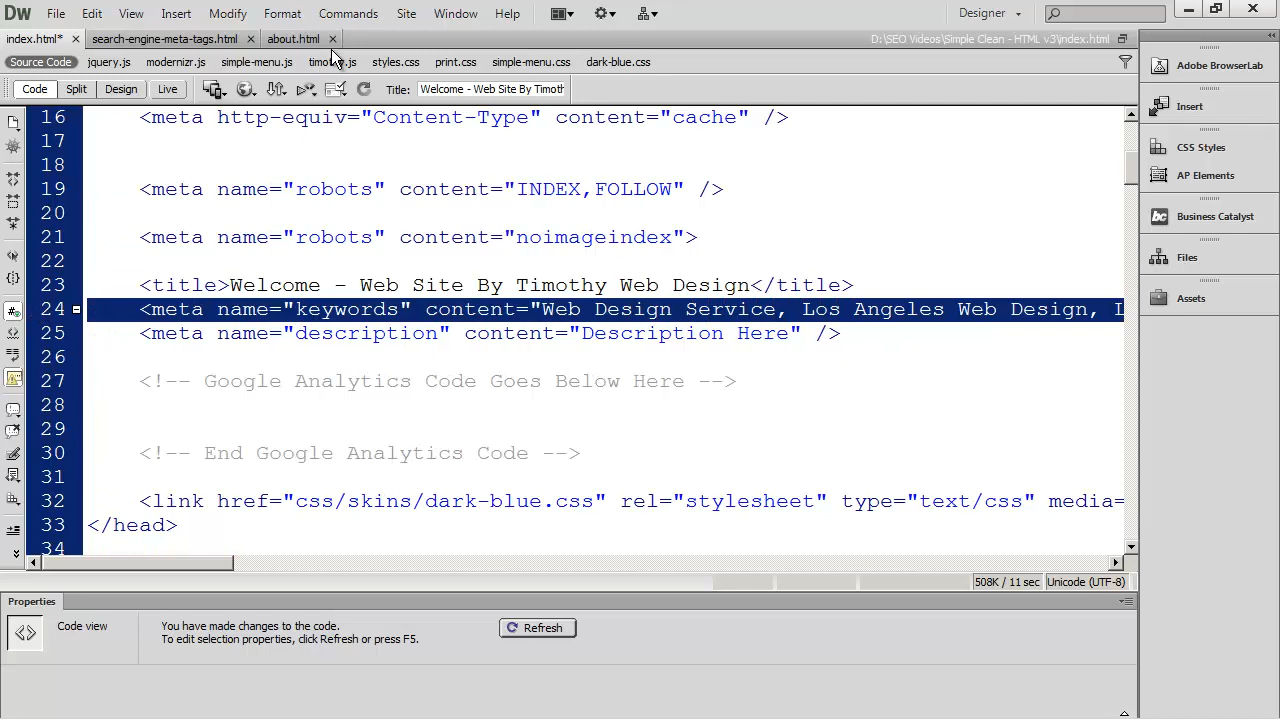 Dw File Edit View Insert Modify Format Commands Site Window Help Designer
index.html* × search-engine-meta-tags.html × about.html × D:\SEO Videos\Simple Clean - HTML v3\index.html
Source Code jquery.js modernizr.js simple-menu.js styles.css print.css simple-menu.css dark-blue.css
Code Split Design Live Title: Welcome - Web Site By Timoth
16 <meta http-equiv="Content-Type" content="cache" />
17
18
19 <meta name="robots" content="INDEX,FOLLOW" />
20
21 <meta name="robots" content="noimageindex">
22
23 <title>Welcome - Web Site By Timothy Web Design</title>
24 <meta name="keywords" content="Web Design Service, Los Angeles Web Design,
25 <meta name="description" content="Description Here" />
26
27 <!-- Google Analytics Code Goes Below Here -->
28
29
30 <!-- End Google Analytics Code -->
31
32 <link href="css/skins/dark-blue.css" rel="stylesheet" type="text/css" media=
33 </head>
34
508K / 11 sec Unicode (UTF-8)
Properties
Code view You have made changes to the code. Refresh
To edit selection properties, click Refresh or press F5.
Adobe BrowserLab
Insert
CSS Styles
AP Elements
bc Business Catalyst
Files
Assets